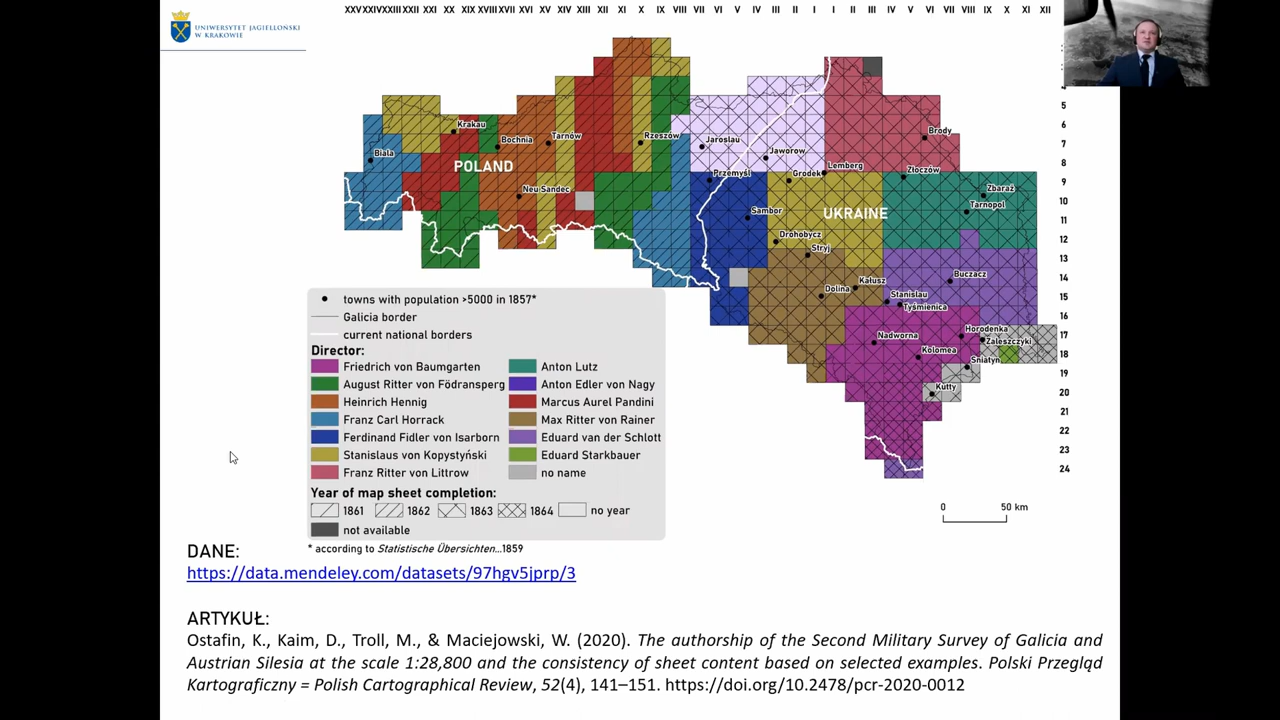 UNIWERSYTET JAGIELLOŃSKI
W KRAKOWIE
XXV XXIV XXIII XXII XXI XX XIX XVIII XVII XVI XV XIV XIII XII XI X IX VIII VII VI V IV III II I I II III IV V VI VII VIII IX X XI XII
5
6
7
8
9
10
11
12
13
14
15
16
17
18
19
20
21
22
23
24
Krakau
Bochnia
Tarnów
Rzeszów
Jaroslau
Brody
Biala
POLAND
Jaworow
Lemberg
Złoczów
Neu Sandec
Przemyśl
Grodek
Zbaraż
Tarnopol
Sambor
UKRAINE
Drohobycz
Stryj
Buczacz
Dolina
Kałusz
Stanislau
Tyśmienica
Nadworna
Horodenka
Zaleszczyki
Kolomea
Śniatyn
Kutty
towns with population >5000 in 1857*
Galicia border
current national borders
Director:
Friedrich von Baumgarten
August Ritter von Födransperg
Heinrich Hennig
Franz Carl Horrack
Ferdinand Fidler von Isarborn
Stanislaus von Kopystyński
Franz Ritter von Littrow
Anton Lutz
Anton Edler von Nagy
Marcus Aurel Pandini
Max Ritter von Rainer
Eduard van der Schlott
Eduard Starkbauer
no name
Year of map sheet completion:
1861 1862 1863 1864 no year
not available
* according to Statistische Übersichten...1859
0 50 km
DANE:
https://data.mendeley.com/datasets/97hgv5jprp/3
ARTYKUŁ:
Ostafin, K., Kaim, D., Troll, M., & Maciejowski, W. (2020). The authorship of the Second Military Survey of Galicia and
Austrian Silesia at the scale 1:28,800 and the consistency of sheet content based on selected examples. Polski Przegląd
Kartograficzny = Polish Cartographical Review, 52(4), 141–151. https://doi.org/10.2478/pcr-2020-0012